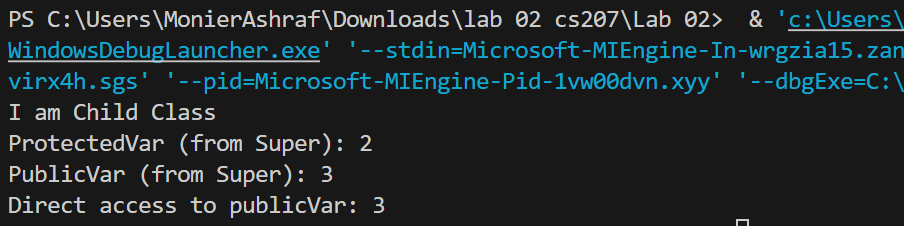 PS C:\Users\MonierAshraf\Downloads\lab 02 cs207\Lab 02>  & 'c:\Users\
WindowsDebugLauncher.exe' '--stdin=Microsoft-MIEngine-In-wrgzia15.zan
virx4h.sgs' '--pid=Microsoft-MIEngine-Pid-1vw00dvn.xyy' '--dbgExe=C:\
I am Child Class
ProtectedVar (from Super): 2
PublicVar (from Super): 3
Direct access to publicVar: 3